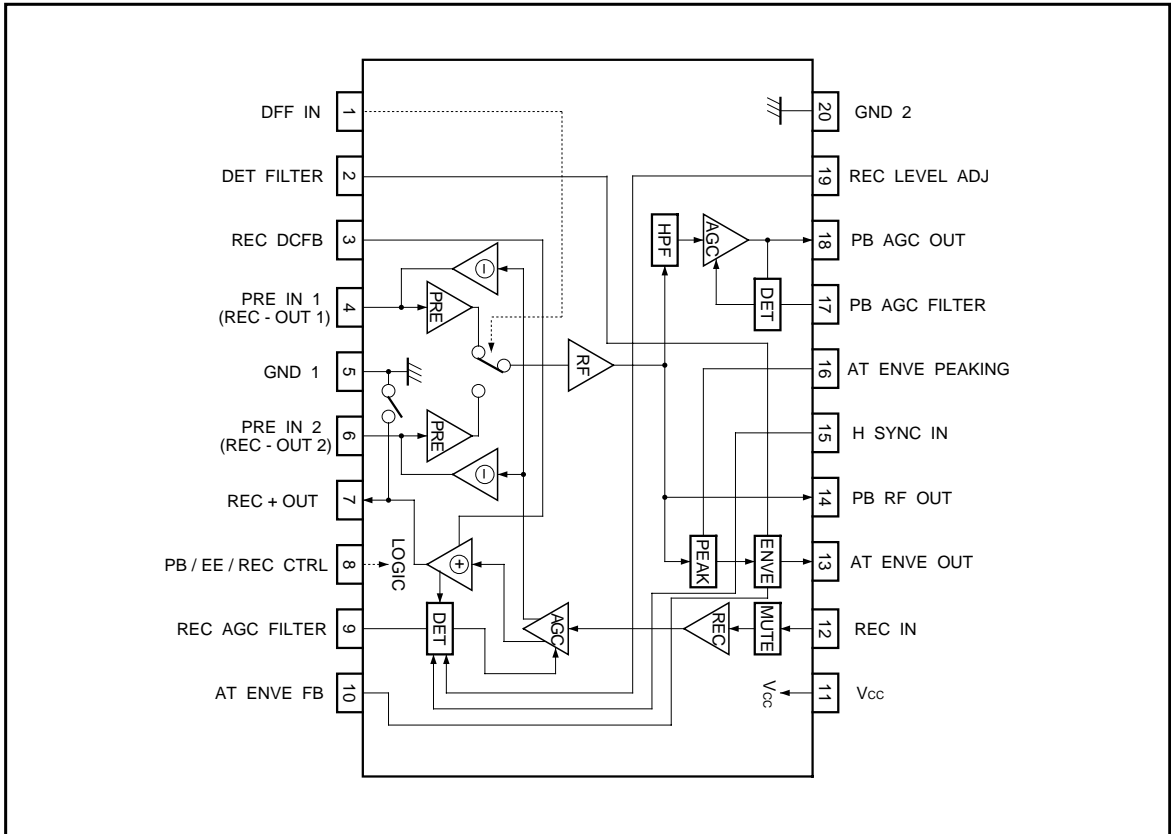 DFF IN 1
DET FILTER 2
REC DCFB 3
PRE IN 1
(REC - OUT 1) 4
GND 1 5
PRE IN 2
(REC - OUT 2) 6
REC + OUT 7
PB / EE / REC CTRL 8
REC AGC FILTER 9
AT ENVE FB 10
20 GND 2
19 REC LEVEL ADJ
18 PB AGC OUT
17 PB AGC FILTER
16 AT ENVE PEAKING
15 H SYNC IN
14 PB RF OUT
13 AT ENVE OUT
12 REC IN
11 Vcc
−
PRE
PRE
−
+
LOGIC
DET
AGC
RF
HPF
AGC
DET
PEAK
ENVE
REC
MUTE
Vcc